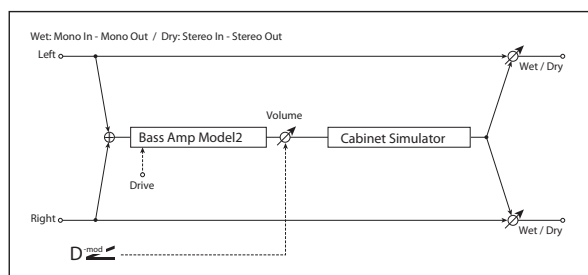 Wet: Mono In - Mono Out / Dry: Stereo In - Stereo Out
Left
Wet / Dry
Volume
Bass Amp Model2
Cabinet Simulator
Drive
Right
Wet / Dry
D-mod